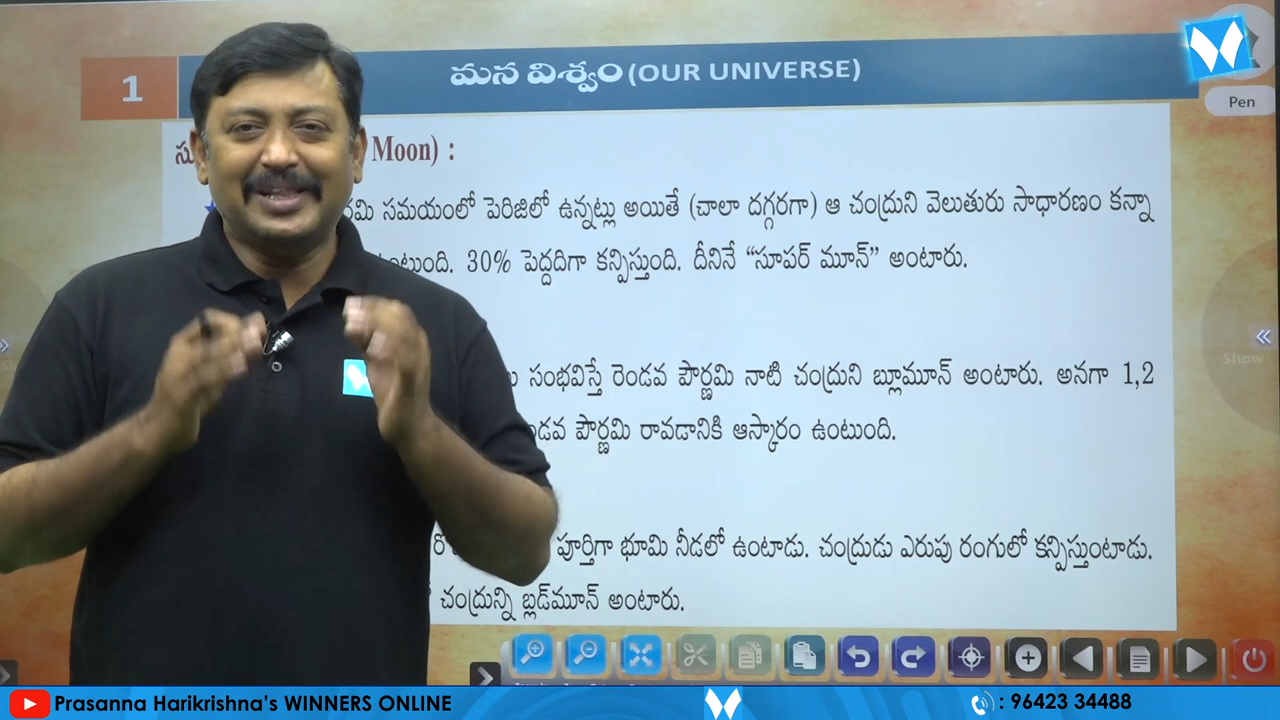 1
మన విశ్వం (OUR UNIVERSE)
Pen
Moon) :
సమయంలో పెరిజిలో ఉన్నట్లు అయితే (చాలా దగ్గరగా) ఆ చంద్రుని వెలుతురు సాధారణం కన్నా
30% పెద్దదిగా కన్పిస్తుంది. దీనినే “సూపర్ మూన్” అంటారు.
Show
సంభవిస్తే రెండవ పౌర్ణమి నాటి చంద్రుని బ్లూమూన్ అంటారు. అనగా 1,2
పౌర్ణమి రావడానికి ఆస్కారం ఉంటుంది.
పూర్తిగా భూమి నీడలో ఉంటాడు. చంద్రుడు ఎరుపు రంగులో కన్పిస్తుంటాడు.
చంద్రున్ని బ్లడ్‌మూన్ అంటారు.
Prasanna Harikrishna's WINNERS ONLINE
: 96423 34488